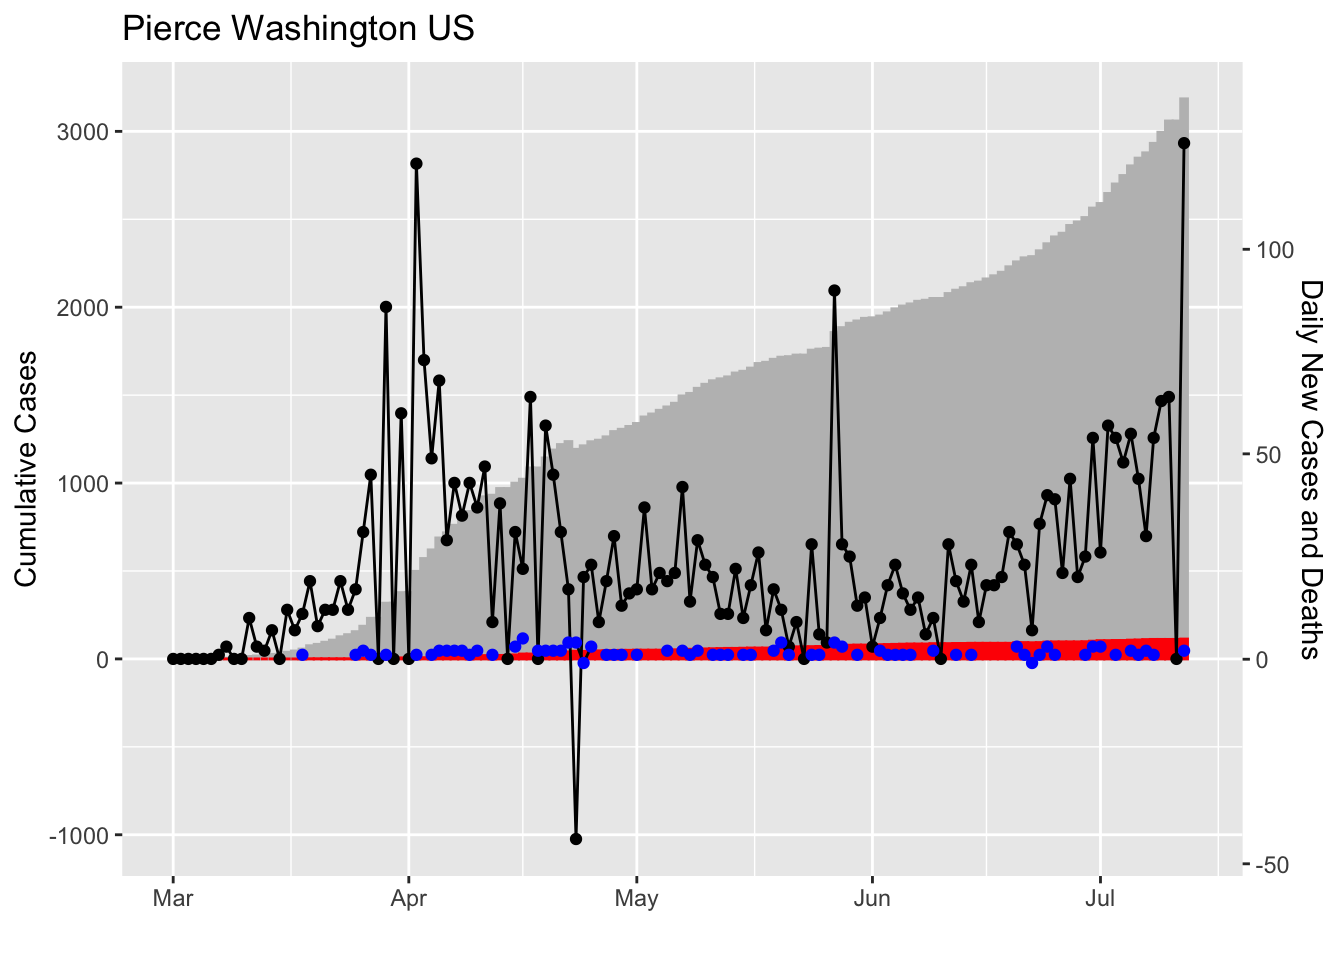 Pierce Washington US
Cumulative Cases
3000
2000
1000
0
-1000
100
50
0
-50
Daily New Cases and Deaths
Mar
Apr
May
Jun
Jul